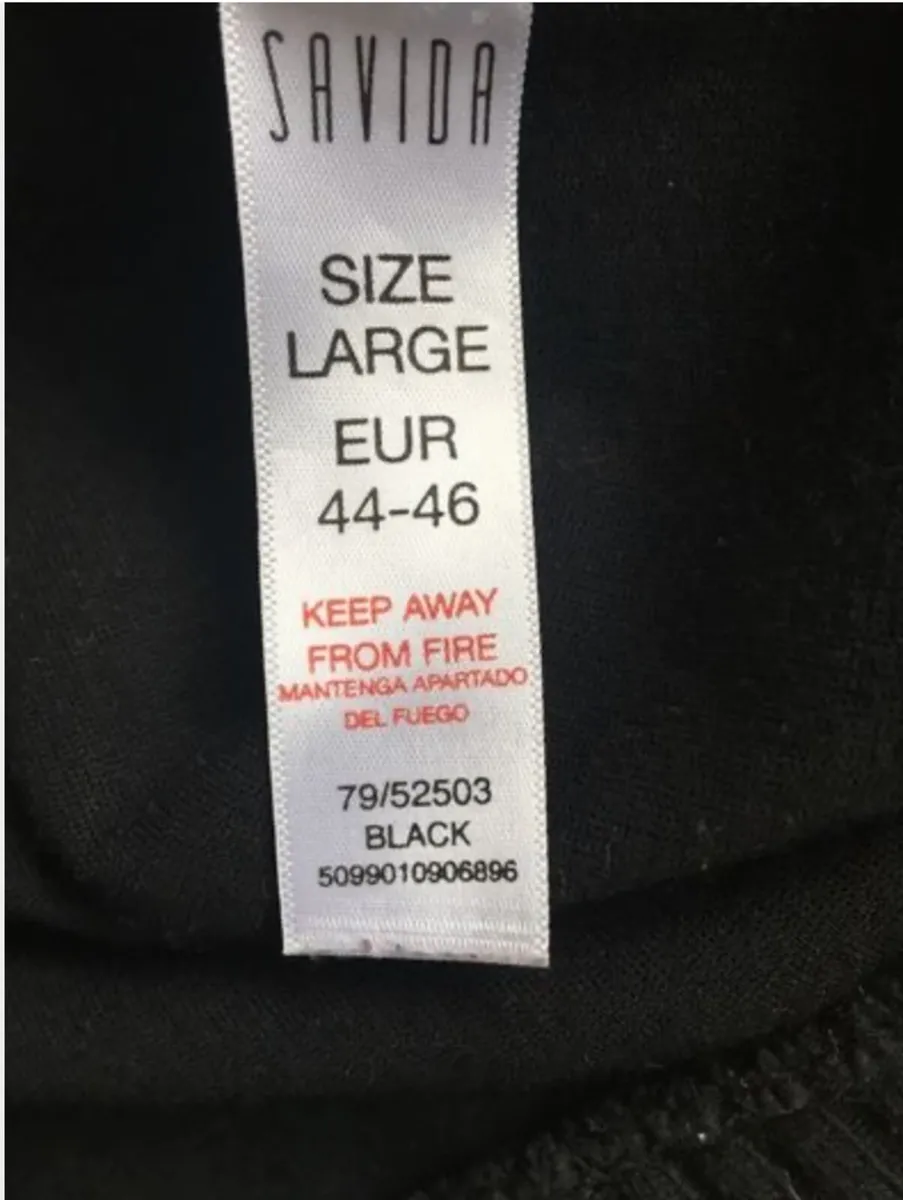 SAVIDA
SIZE
LARGE
EUR
44-46
KEEP AWAY
FROM FIRE
MANTENGA APARTADO
DEL FUEGO
79/52503
BLACK
5099010906896